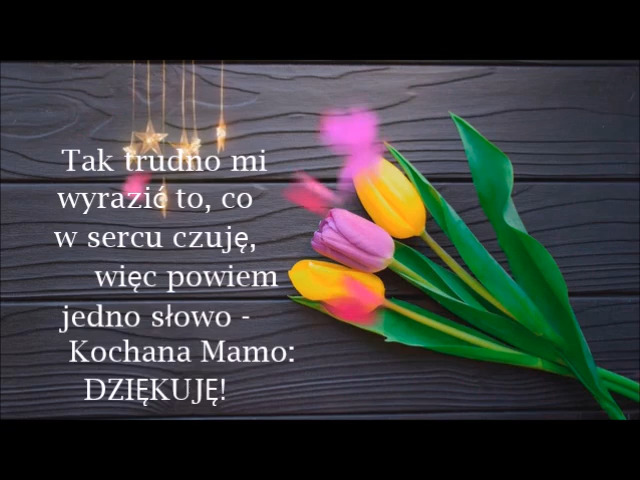 Tak trudno mi
wyrazić to, co
w sercu czuję,
więc powiem
jedno słowo -
Kochana Mamo:
DZIĘKUJĘ!